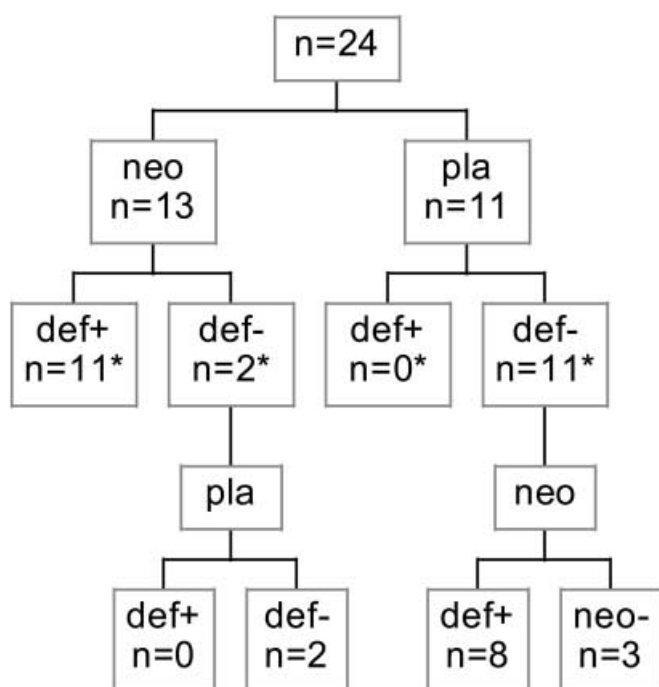 n=24
neo
n=13
pla
n=11
def+
n=11*
def-
n=2*
def+
n=0*
def-
n=11*
pla
neo
def+
n=0
def-
n=2
def+
n=8
neo-
n=3